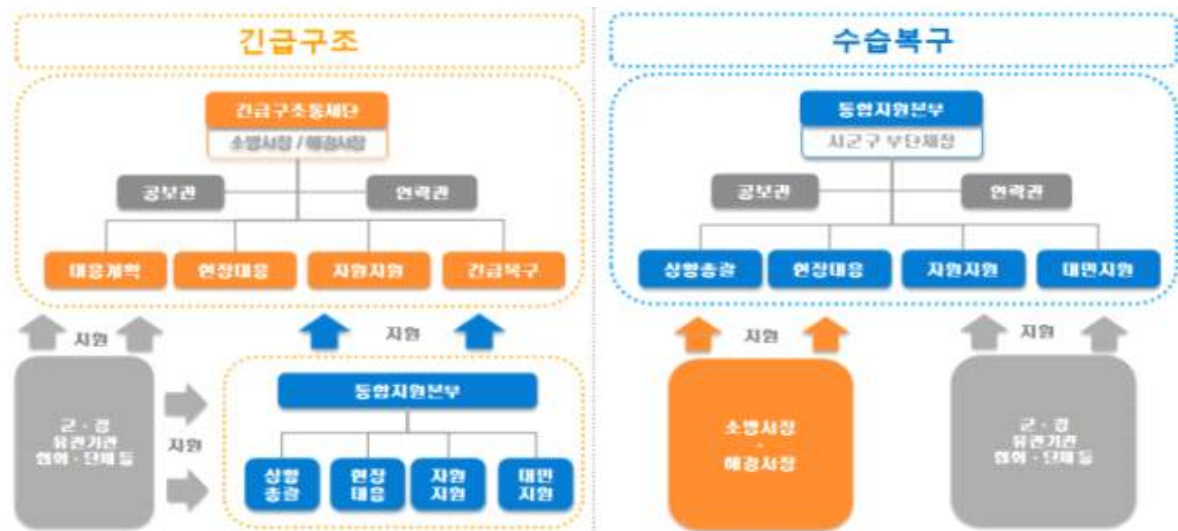 긴급구조
긴급구조통제단
소방서장 / 해경서장
공보관
연락관
대응계획
현장대응
자원지원
긴급복구
지원
지원
군 · 경
유관기관
협회 · 단체 등
지원
통합지원본부
상황
총괄
현장
대응
자원
지원
대민
지원
수습복구
통합지원본부
시군구 부단체장
공보관
연락관
상황총괄
현장대응
자원지원
대민지원
지원
지원
소방서장
·
해경서장
군 · 경
유관기관
협회 · 단체 등